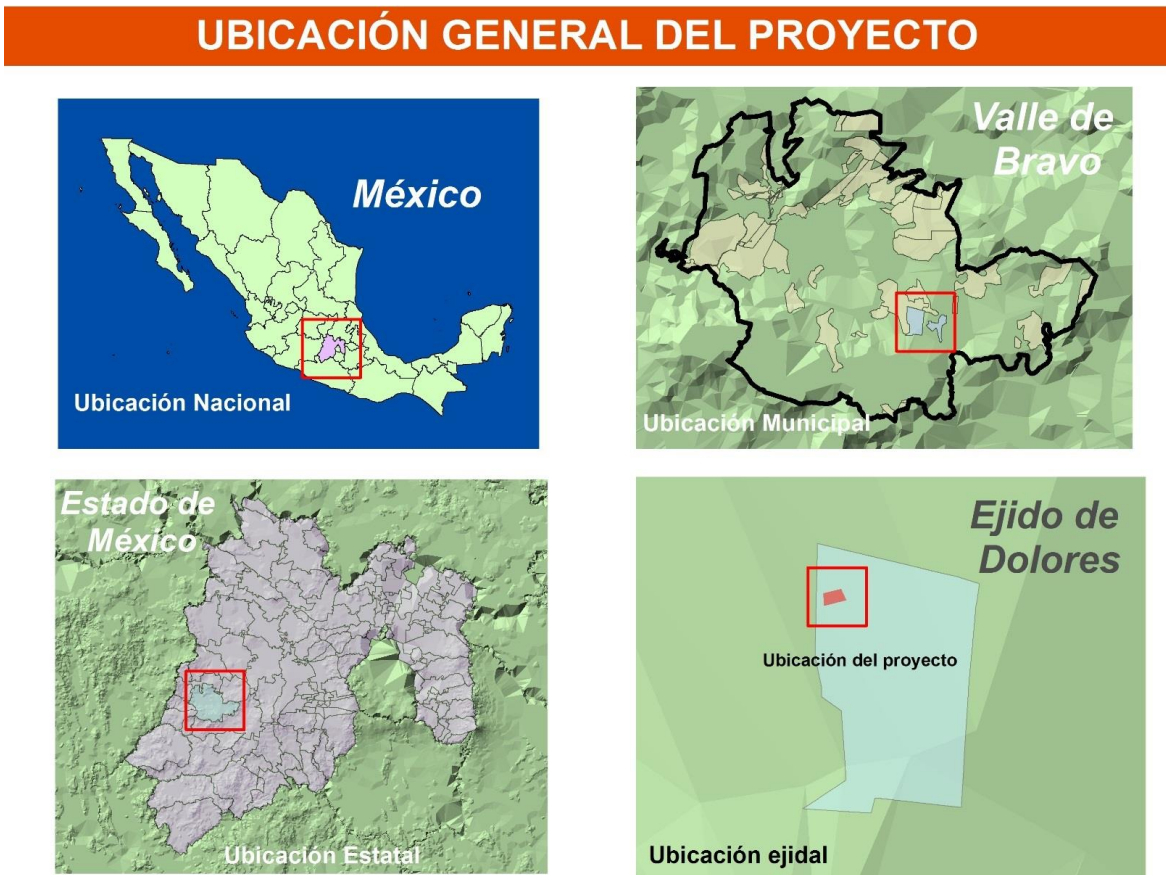 UBICACIÓN GENERAL DEL PROYECTO
México
Ubicación Nacional
Valle de
Bravo
Ubicación Municipal
Estado de
México
Ubicación Estatal
Ejido de
Dolores
Ubicación del proyecto
Ubicación ejidal